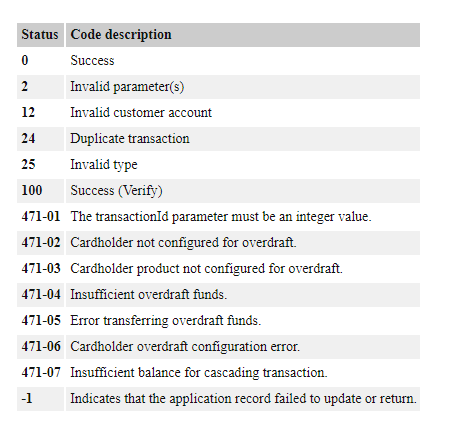 Status Code description
0 Success
2 Invalid parameter(s)
12 Invalid customer account
24 Duplicate transaction
25 Invalid type
100 Success (Verify)
471-01 The transactionId parameter must be an integer value.
471-02 Cardholder not configured for overdraft.
471-03 Cardholder product not configured for overdraft.
471-04 Insufficient overdraft funds.
471-05 Error transferring overdraft funds.
471-06 Cardholder overdraft configuration error.
471-07 Insufficient balance for cascading transaction.
-1 Indicates that the application record failed to update or return.